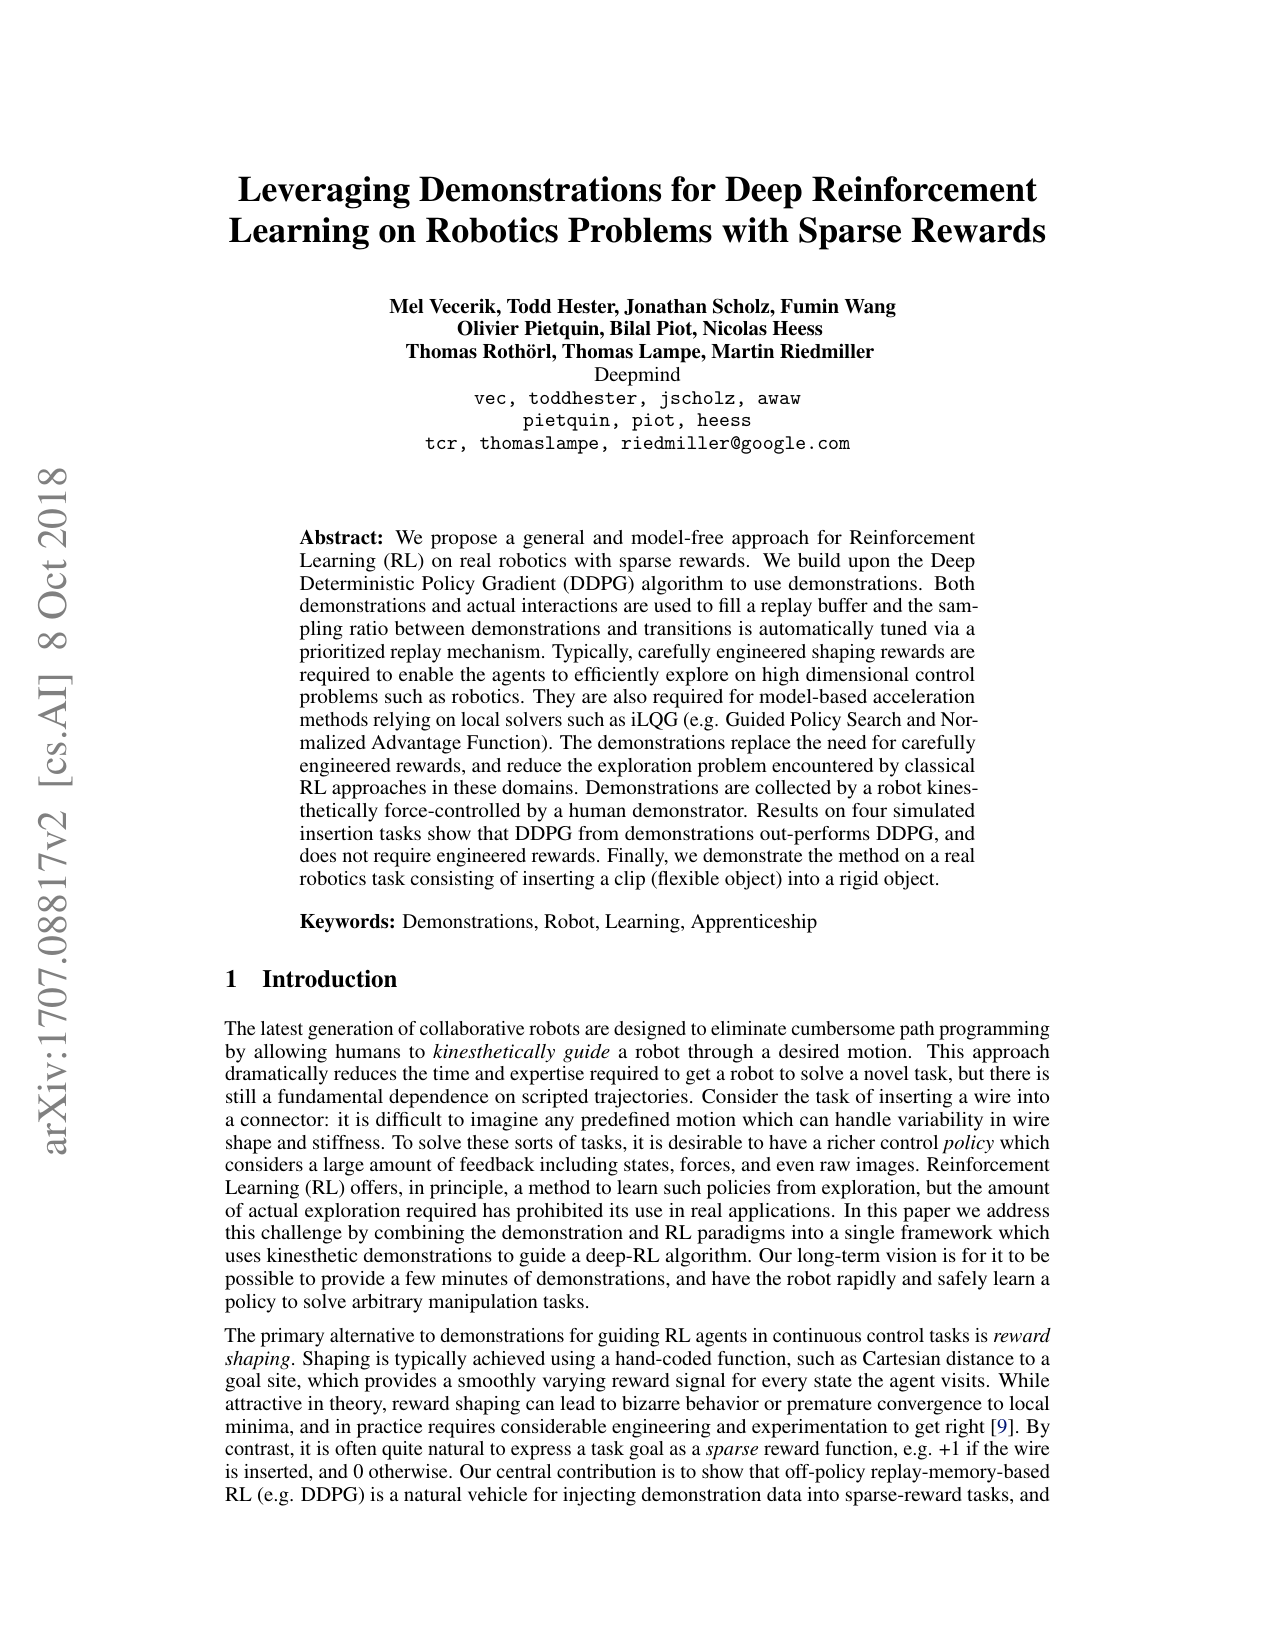 Leveraging Demonstrations for Deep Reinforcement
Learning on Robotics Problems with Sparse Rewards
Mel Vecerik, Todd Hester, Jonathan Scholz, Fumin Wang
Olivier Pietquin, Bilal Piot, Nicolas Heess
Thomas Rothörl, Thomas Lampe, Martin Riedmiller
Deepmind
vec, toddhester, jscholz, awaw
pietquin, piot, heess
tcr, thomaslampe, riedmiller@google.com
Abstract: We propose a general and model-free approach for Reinforcement
Learning (RL) on real robotics with sparse rewards. We build upon the Deep
Deterministic Policy Gradient (DDPG) algorithm to use demonstrations. Both
demonstrations and actual interactions are used to fill a replay buffer and the sam-
pling ratio between demonstrations and transitions is automatically tuned via a
prioritized replay mechanism. Typically, carefully engineered shaping rewards are
required to enable the agents to efficiently explore on high dimensional control
problems such as robotics. They are also required for model-based acceleration
methods relying on local solvers such as iLQG (e.g. Guided Policy Search and Nor-
malized Advantage Function). The demonstrations replace the need for carefully
engineered rewards, and reduce the exploration problem encountered by classical
RL approaches in these domains. Demonstrations are collected by a robot kines-
thetically force-controlled by a human demonstrator. Results on four simulated
insertion tasks show that DDPG from demonstrations out-performs DDPG, and
does not require engineered rewards. Finally, we demonstrate the method on a real
robotics task consisting of inserting a clip (flexible object) into a rigid object.
Keywords: Demonstrations, Robot, Learning, Apprenticeship
1 Introduction
The latest generation of collaborative robots are designed to eliminate cumbersome path programming
by allowing humans to kinesthetically guide a robot through a desired motion. This approach
dramatically reduces the time and expertise required to get a robot to solve a novel task, but there is
still a fundamental dependence on scripted trajectories. Consider the task of inserting a wire into
a connector: it is difficult to imagine any predefined motion which can handle variability in wire
shape and stiffness. To solve these sorts of tasks, it is desirable to have a richer control policy which
considers a large amount of feedback including states, forces, and even raw images. Reinforcement
Learning (RL) offers, in principle, a method to learn such policies from exploration, but the amount
of actual exploration required has prohibited its use in real applications. In this paper we address
this challenge by combining the demonstration and RL paradigms into a single framework which
uses kinesthetic demonstrations to guide a deep-RL algorithm. Our long-term vision is for it to be
possible to provide a few minutes of demonstrations, and have the robot rapidly and safely learn a
policy to solve arbitrary manipulation tasks.
The primary alternative to demonstrations for guiding RL agents in continuous control tasks is reward
shaping. Shaping is typically achieved using a hand-coded function, such as Cartesian distance to a
goal site, which provides a smoothly varying reward signal for every state the agent visits. While
attractive in theory, reward shaping can lead to bizarre behavior or premature convergence to local
minima, and in practice requires considerable engineering and experimentation to get right [9]. By
contrast, it is often quite natural to express a task goal as a sparse reward function, e.g. +1 if the wire
is inserted, and 0 otherwise. Our central contribution is to show that off-policy replay-memory-based
RL (e.g. DDPG) is a natural vehicle for injecting demonstration data into sparse-reward tasks, and
arXiv:1707.08817v2 [cs.AI] 8 Oct 2018